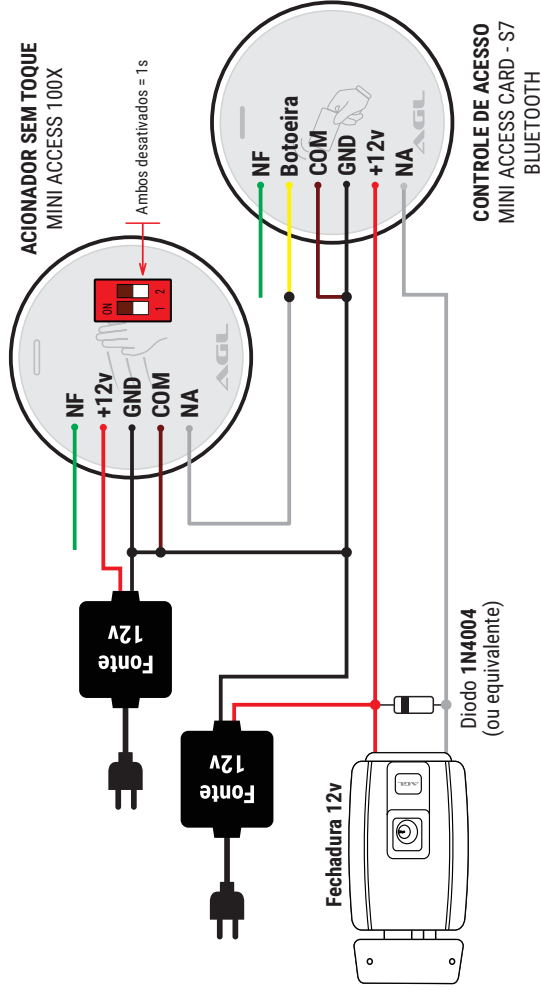 ACIONADOR SEM TOQUE
MINI ACCESS 100X
Ambos desativados = 1s
ON
1 2
AGL
NF
+12v
GND
COM
NA
Fonte
12v
CONTROLE DE ACESSO
MINI ACCESS CARD - S7
BLUETOOTH
AGL
NF
Botoeira
COM
GND
+12v
NA
Fonte
12v
Fechadura 12v
AGL
Diodo 1N4004
(ou equivalente)